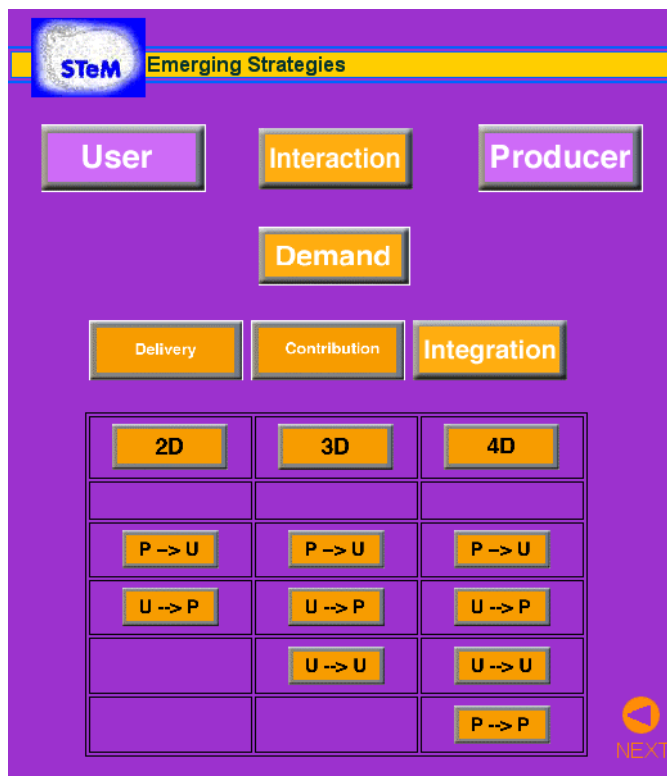 STeM Emerging Strategies
User Interaction Producer
Demand
Delivery Contribution Integration
2D 3D 4D
P –> U P –> U P –> U
U --> P U --> P U --> P
U --> U U --> U
P --> P
NEXT